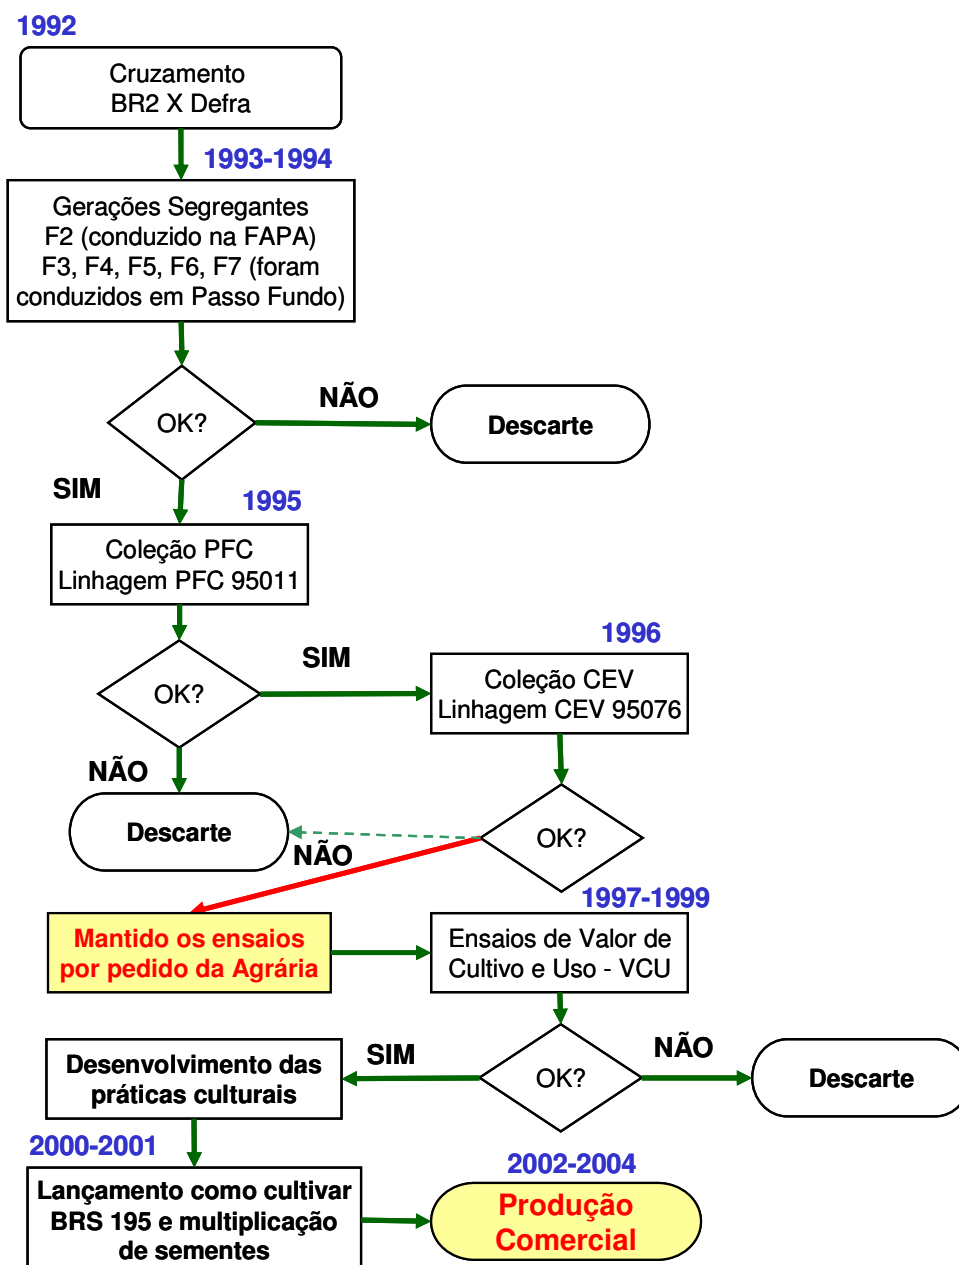 1992
Cruzamento
BR2 X Defra
1993-1994
Gerações Segregantes
F2 (conduzido na FAPA)
F3, F4, F5, F6, F7 (foram
conduzidos em Passo Fundo)
OK?
NÃO
Descarte
SIM
1995
Coleção PFC
Linhagem PFC 95011
OK?
SIM
1996
Coleção CEV
Linhagem CEV 95076
NÃO
Descarte
OK?
NÃO
Mantido os ensaios
por pedido da Agrária
1997-1999
Ensaios de Valor de
Cultivo e Uso - VCU
OK?
SIM
NÃO
Descarte
Desenvolvimento das
práticas culturais
2000-2001
Lançamento como cultivar
BRS 195 e multiplicação
de sementes
2002-2004
Produção
Comercial